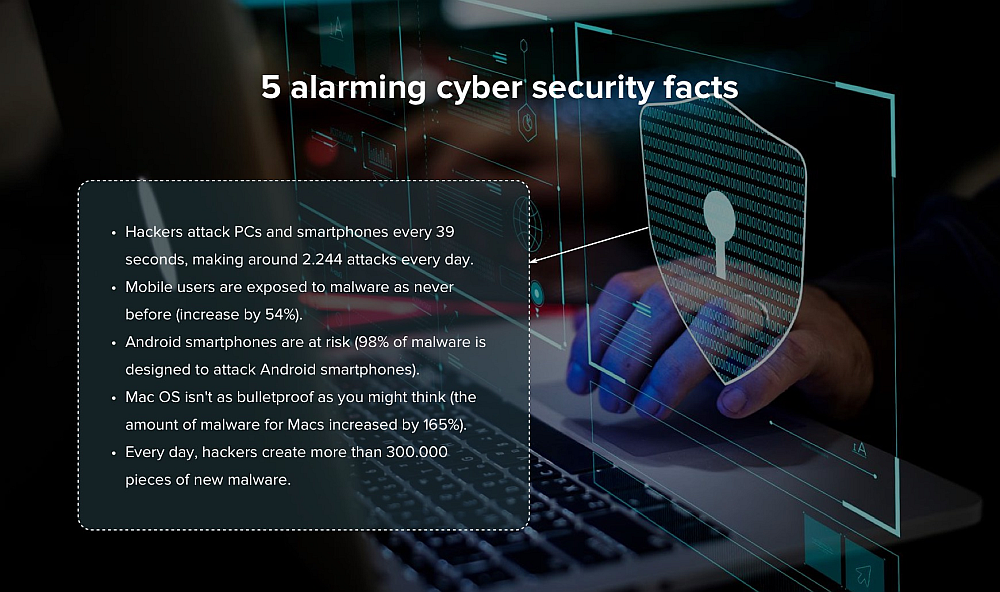 5 alarming cyber security facts
• Hackers attack PCs and smartphones every 39
seconds, making around 2.244 attacks every day.
• Mobile users are exposed to malware as never
before (increase by 54%).
• Android smartphones are at risk (98% of malware is
designed to attack Android smartphones).
• Mac OS isn't as bulletproof as you might think (the
amount of malware for Macs increased by 165%).
• Every day, hackers create more than 300.000
pieces of new malware.